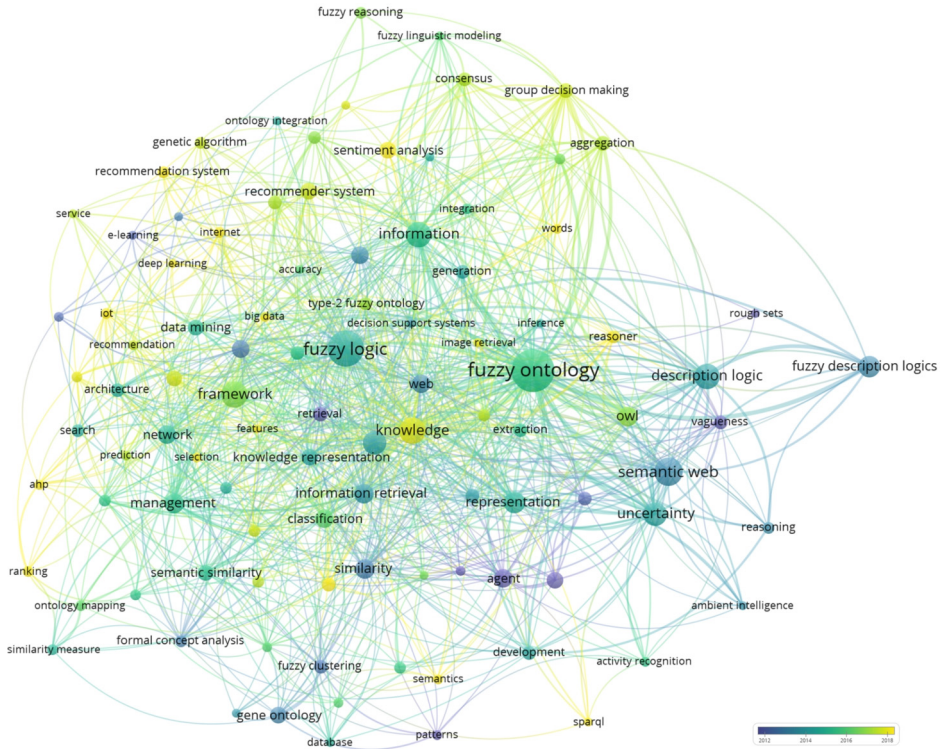 fuzzy reasoning
fuzzy linguistic modeling
consensus
group decision making
ontology integration
genetic algorithm
sentiment analysis
aggregation
recommendation system
recommender system
service
integration
e-learning
internet
information
words
deep learning
accuracy
generation
type-2 fuzzy ontology
iot
big data
rough sets
data mining
decision support systems
inference
recommendation
fuzzy logic
image retrieval
reasoner
fuzzy ontology
description logic
fuzzy description logics
architecture
framework
web
retrieval
owl
vagueness
search
network
features
knowledge
extraction
prediction
selection
knowledge representation
semantic web
ahp
management
information retrieval
representation
classification
uncertainty
reasoning
ranking
semantic similarity
similarity
agent
ontology mapping
ambient intelligence
similarity measure
formal concept analysis
fuzzy clustering
development
activity recognition
semantics
gene ontology
sparql
database
patterns
2012 2014 2016 2018